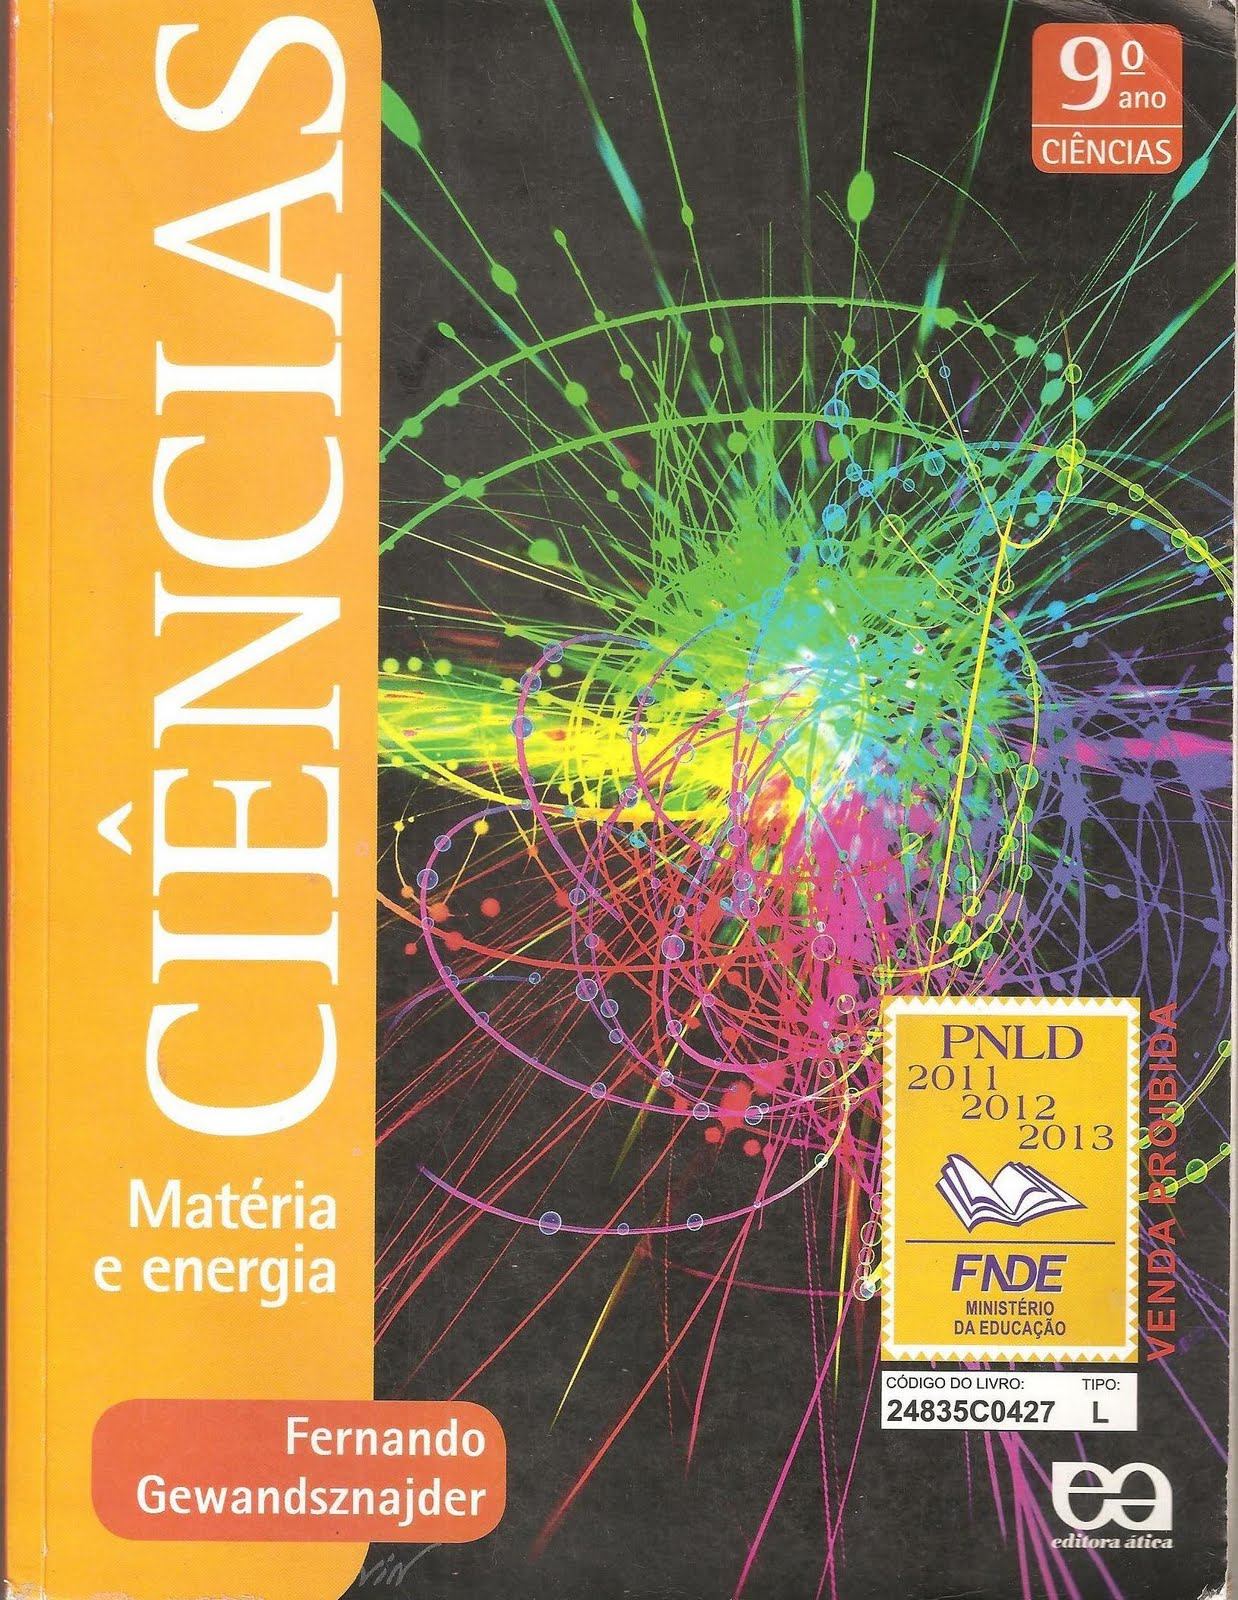 9º
ano
CIÊNCIAS
CIÊNCIAS
Matéria
e energia
Fernando
Gewandsznajder
PNLD
2011
2012
2013
FNDE
MINISTÉRIO
DA EDUCAÇÃO
VENDA PROIBIDA
CÓDIGO DO LIVRO: TIPO:
24835C0427 L
ea
editora ática